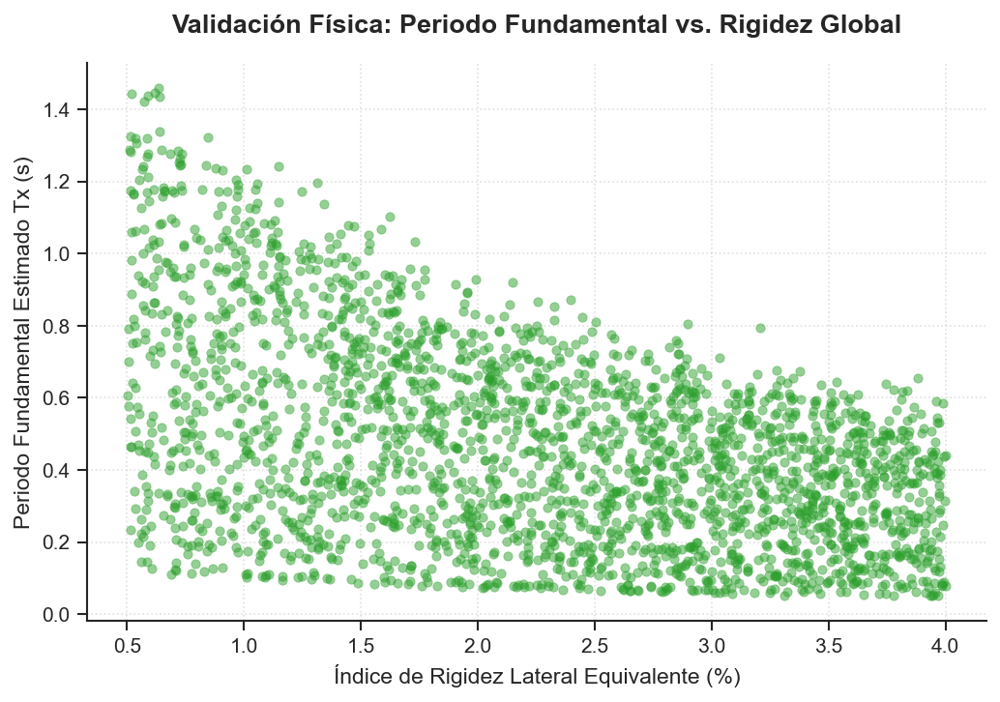 Validación Física: Periodo Fundamental vs. Rigidez Global
Periodo Fundamental Estimado Tx (s)
1.4
1.2
1.0
0.8
0.6
0.4
0.2
0.0
0.5 1.0 1.5 2.0 2.5 3.0 3.5 4.0
Índice de Rigidez Lateral Equivalente (%)